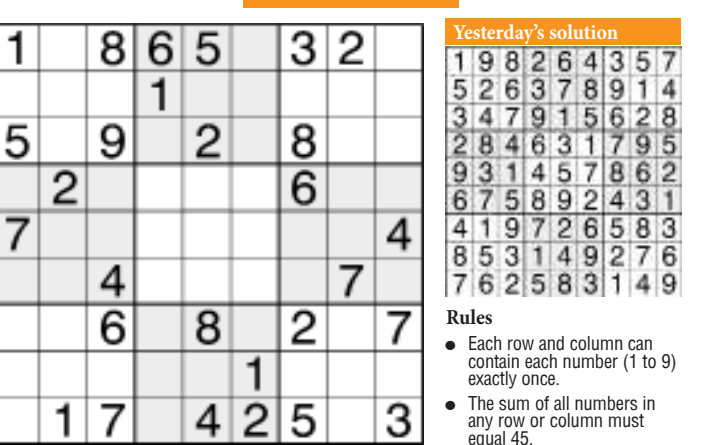 1 8 6 5 3 2
1
5 9 2 8
2 6
7 4
4 7
6 8 2 7
1
1 7 4 2 5 3
Yesterday's solution
1 9 8 2 6 4 3 5 7
5 2 6 3 7 8 9 1 4
3 4 7 9 1 5 6 2 8
2 8 4 6 3 1 7 9 5
9 3 1 4 5 7 8 6 2
6 7 5 8 9 2 4 3 1
4 1 9 7 2 6 5 8 3
8 5 3 1 4 9 2 7 6
7 6 2 5 8 3 1 4 9
Rules
● Each row and column can
contain each number (1 to 9)
exactly once.
● The sum of all numbers in
any row or column must
equal 45.